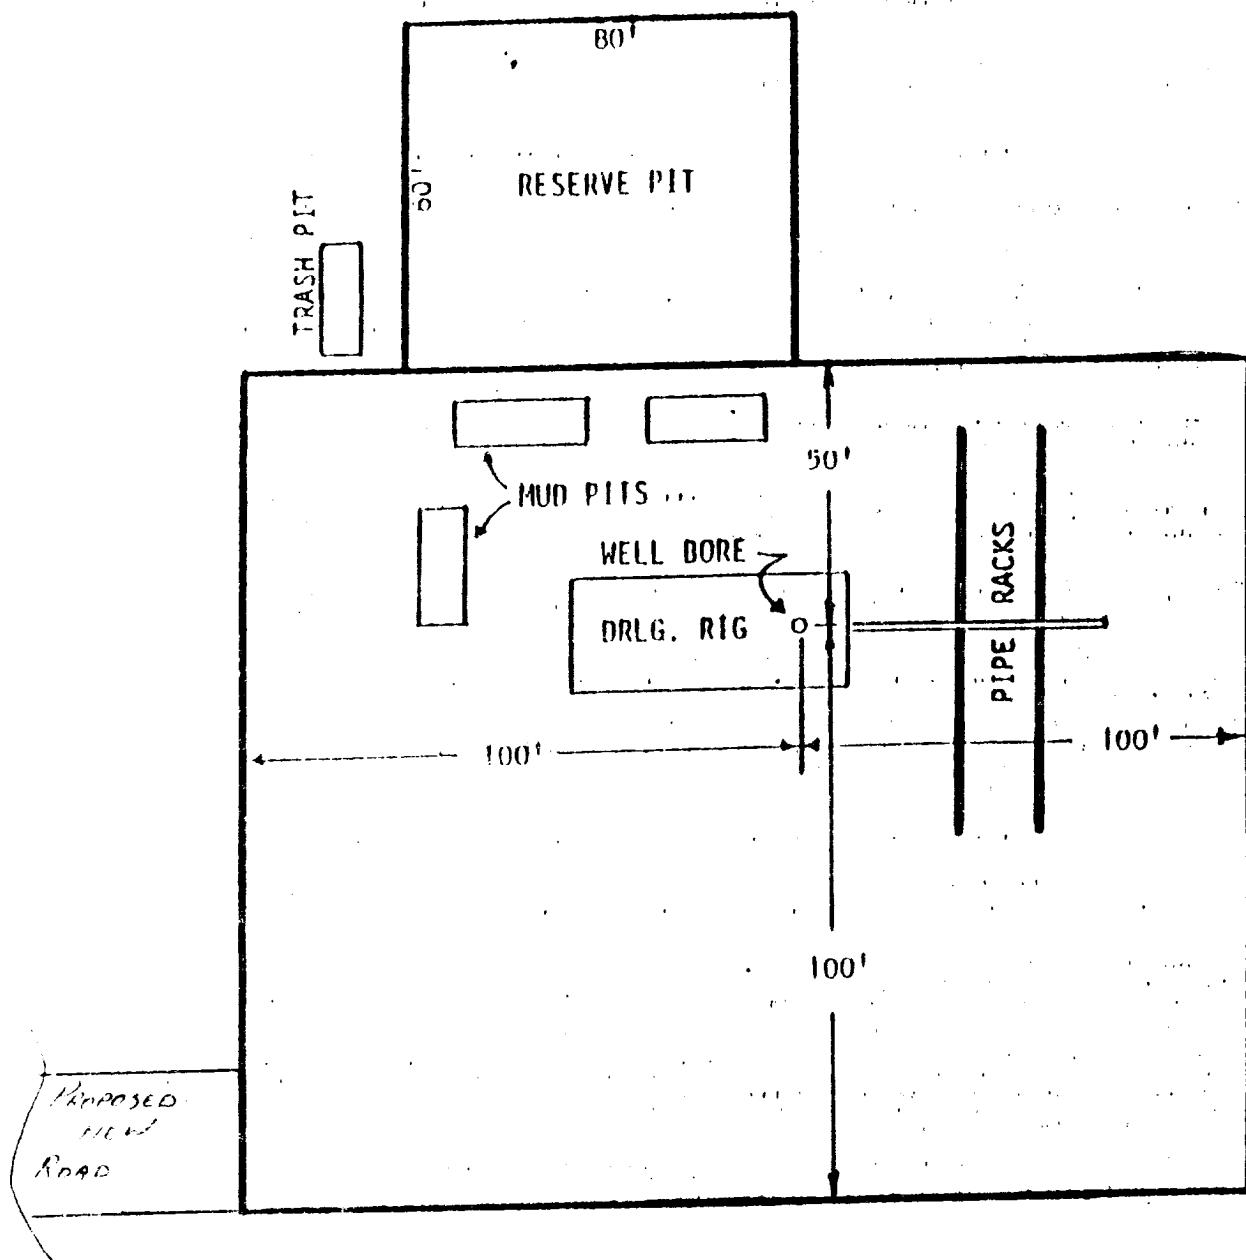 80'
RESERVE PIT
TRASH PIT
50'
MUD PITS ...
WELL BORE
DRLG. RIG
PIPE RACKS
100'
100'
100'
PROPOSED
NEW
ROAD